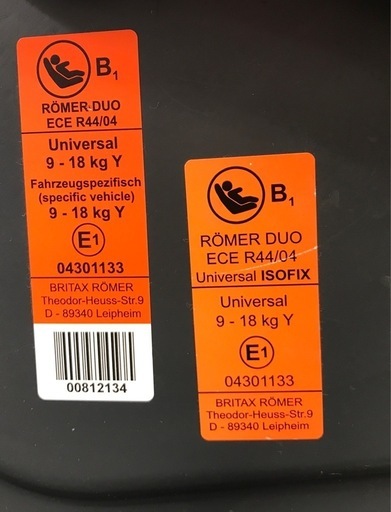 B1
RÖMER-DUO
ECE R44/04
Universal
9 - 18 kg Y
Fahrzeugspezifisch
(specific vehicle)
9 - 18 kg Y
E1
04301133
BRITAX RÖMER
Theodor-Heuss-Str.9
D - 89340 Leipheim
00812134
B1
RÖMER DUO
ECE R44/04
Universal ISOFIX
Universal
9 - 18 kg Y
E1
04301133
BRITAX RÖMER
Theodor-Heuss-Str.9
D - 89340 Leipheim